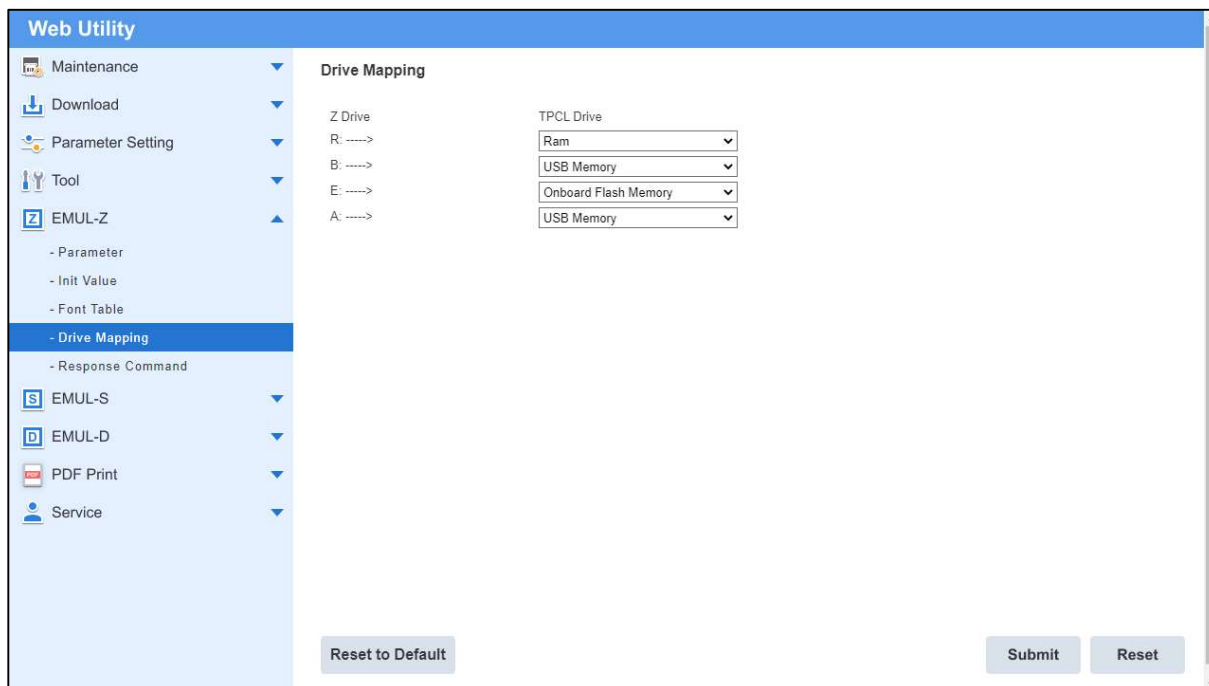 Web Utility
Maintenance
Download
Parameter Setting
Tool
Z EMUL-Z
- Parameter
- Init Value
- Font Table
- Drive Mapping
- Response Command
S EMUL-S
D EMUL-D
PDF PDF Print
Service
Drive Mapping
Z Drive TPCL Drive
R: -----> Ram
B: -----> USB Memory
E: -----> Onboard Flash Memory
A: -----> USB Memory
Reset to Default Submit Reset